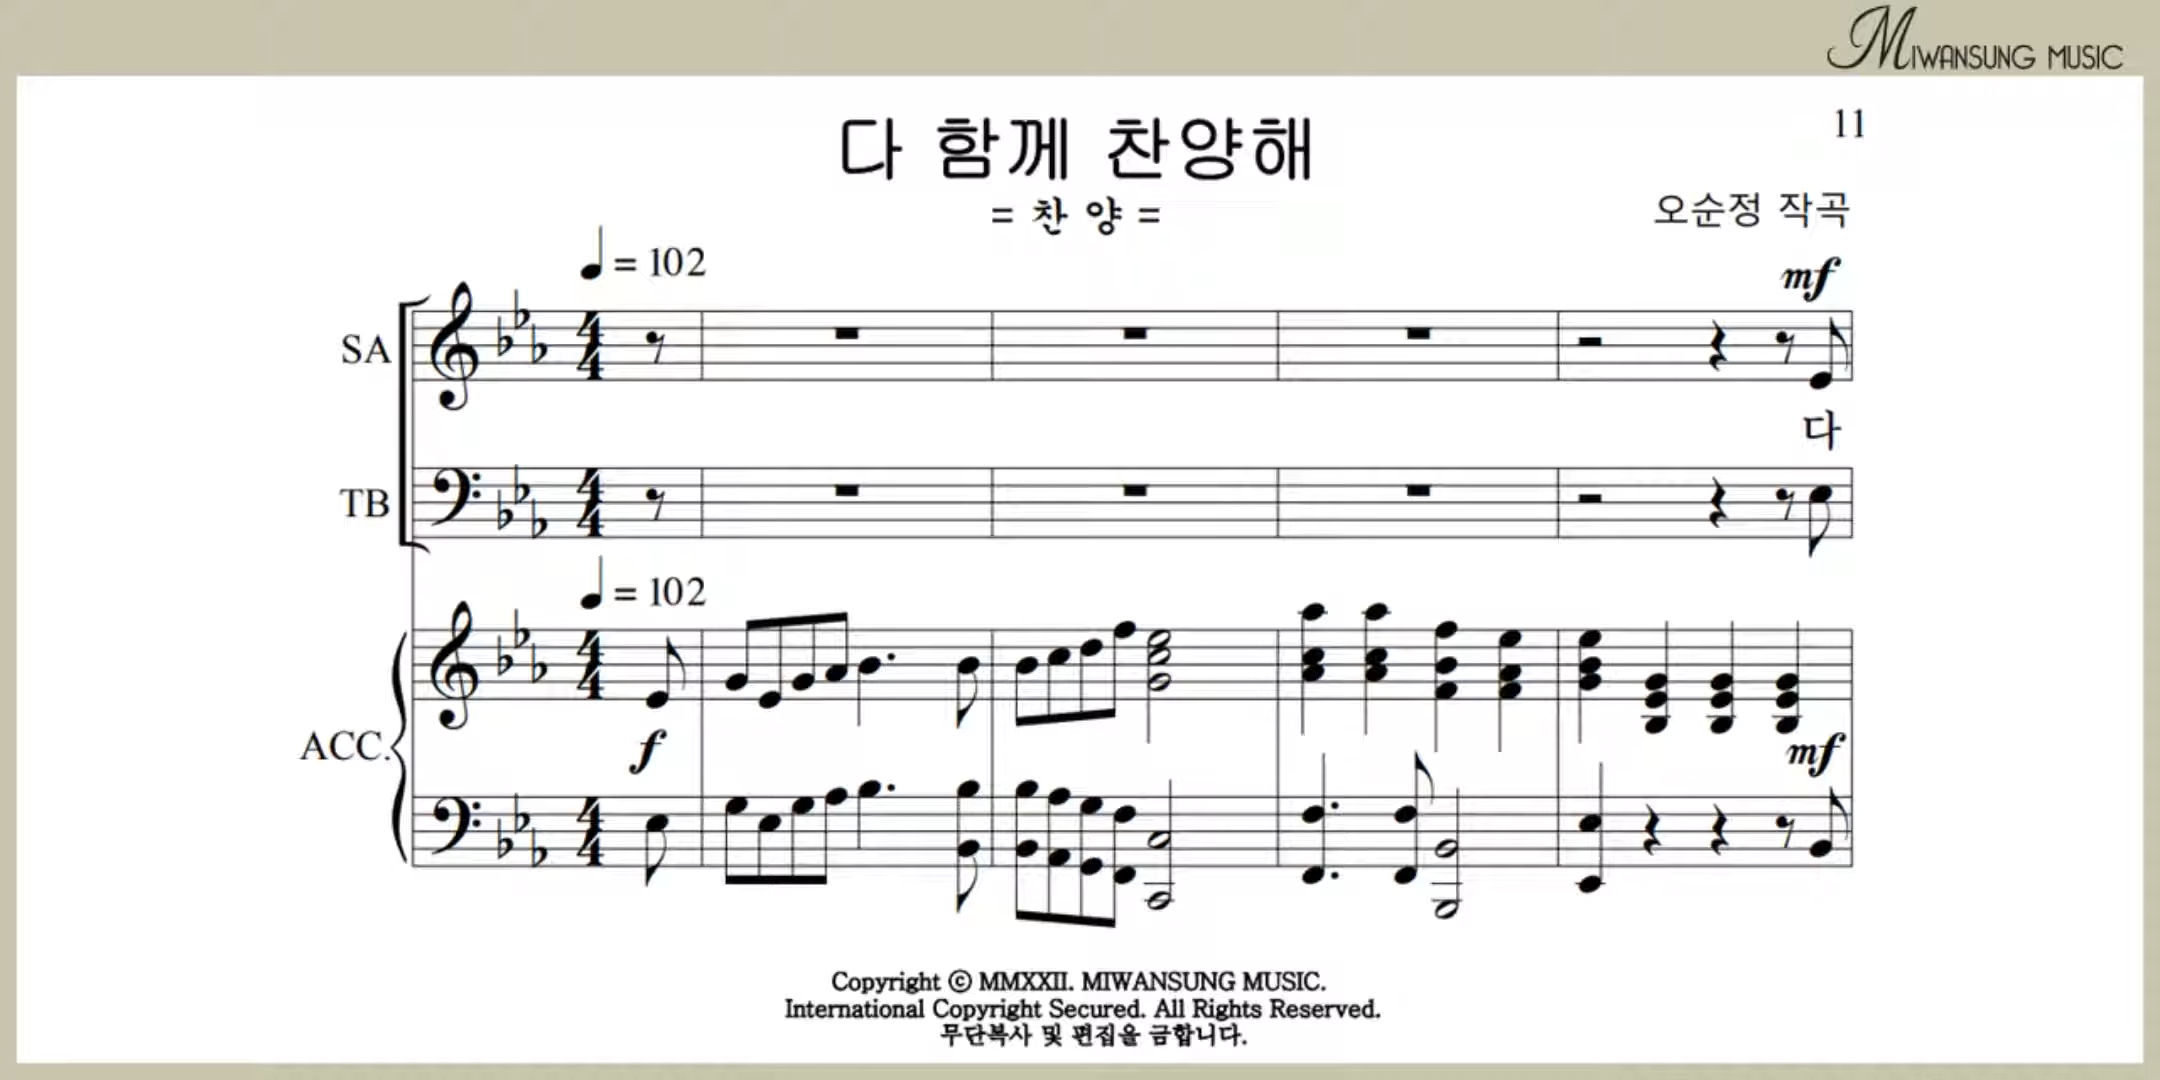 MIWANSUNG MUSIC
11
다 함께 찬양해
= 찬 양 =
오순정 작곡
= 102
mf
SA
다
TB
= 102
ACC.
f
mf
Copyright ⓒ MMXXII. MIWANSUNG MUSIC.
International Copyright Secured. All Rights Reserved.
무단복사 및 편집을 금합니다.